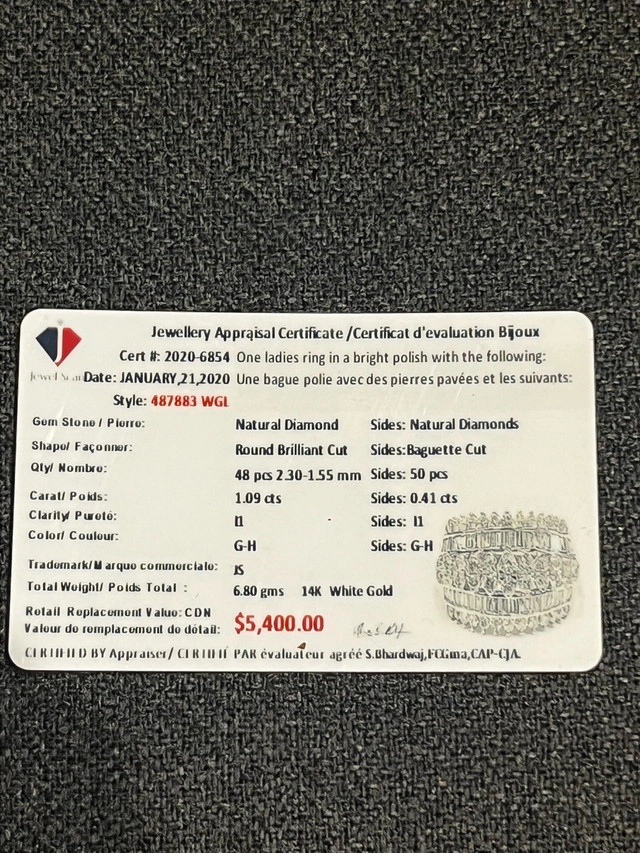 Jewellery Appraisal Certificate /Certificat d'evaluation Bijoux
Cert #: 2020-6854 One ladies ring in a bright polish with the following:
Date: JANUARY,21,2020 Une bague polie avec des pierres pavées et les suivants:
Style: 487883 WGL
Gem Stone / Pierre: Natural Diamond Sides: Natural Diamonds
Shape/ Façonner: Round Brilliant Cut Sides:Baguette Cut
Qty/ Nombre: 48 pcs 2.30-1.55 mm Sides: 50 pcs
Carat/ Poids: 1.09 cts Sides: 0.41 cts
Clarity/ Pureté: I1 Sides: I1
Color/ Couleur: G-H Sides: G-H
Trademark/Marque commerciale: JS
Total Weight/ Poids Total : 6.80 gms 14K White Gold
Retail Replacement Value: CDN
Valeur de remplacement de détail: $5,400.00
CERTIFIED BY Appraiser/ CERTIFIÉ PAR évaluateur agréé S.Bhardwaj,FCGma,CAP-CJA.